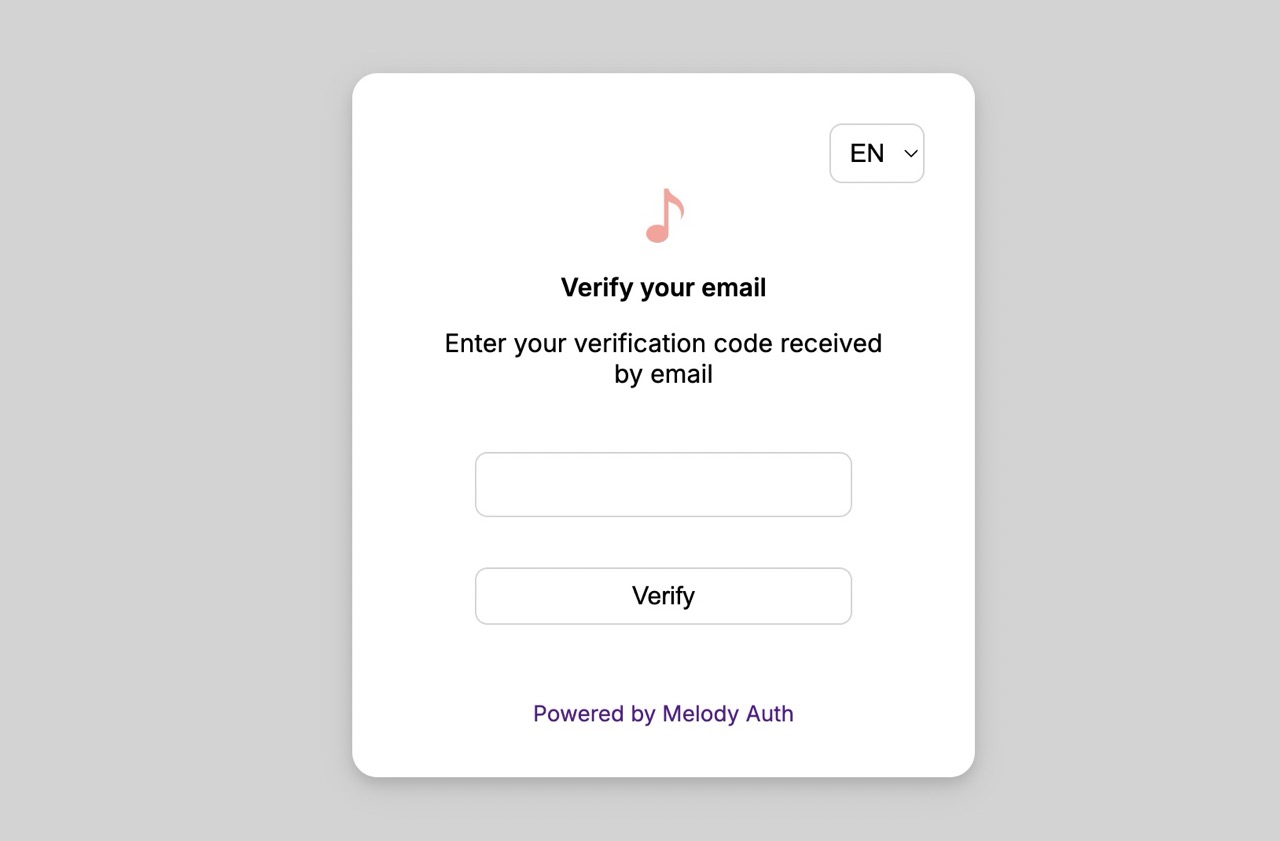 EN
Verify your email
Enter your verification code received
by email
Verify
Powered by Melody Auth